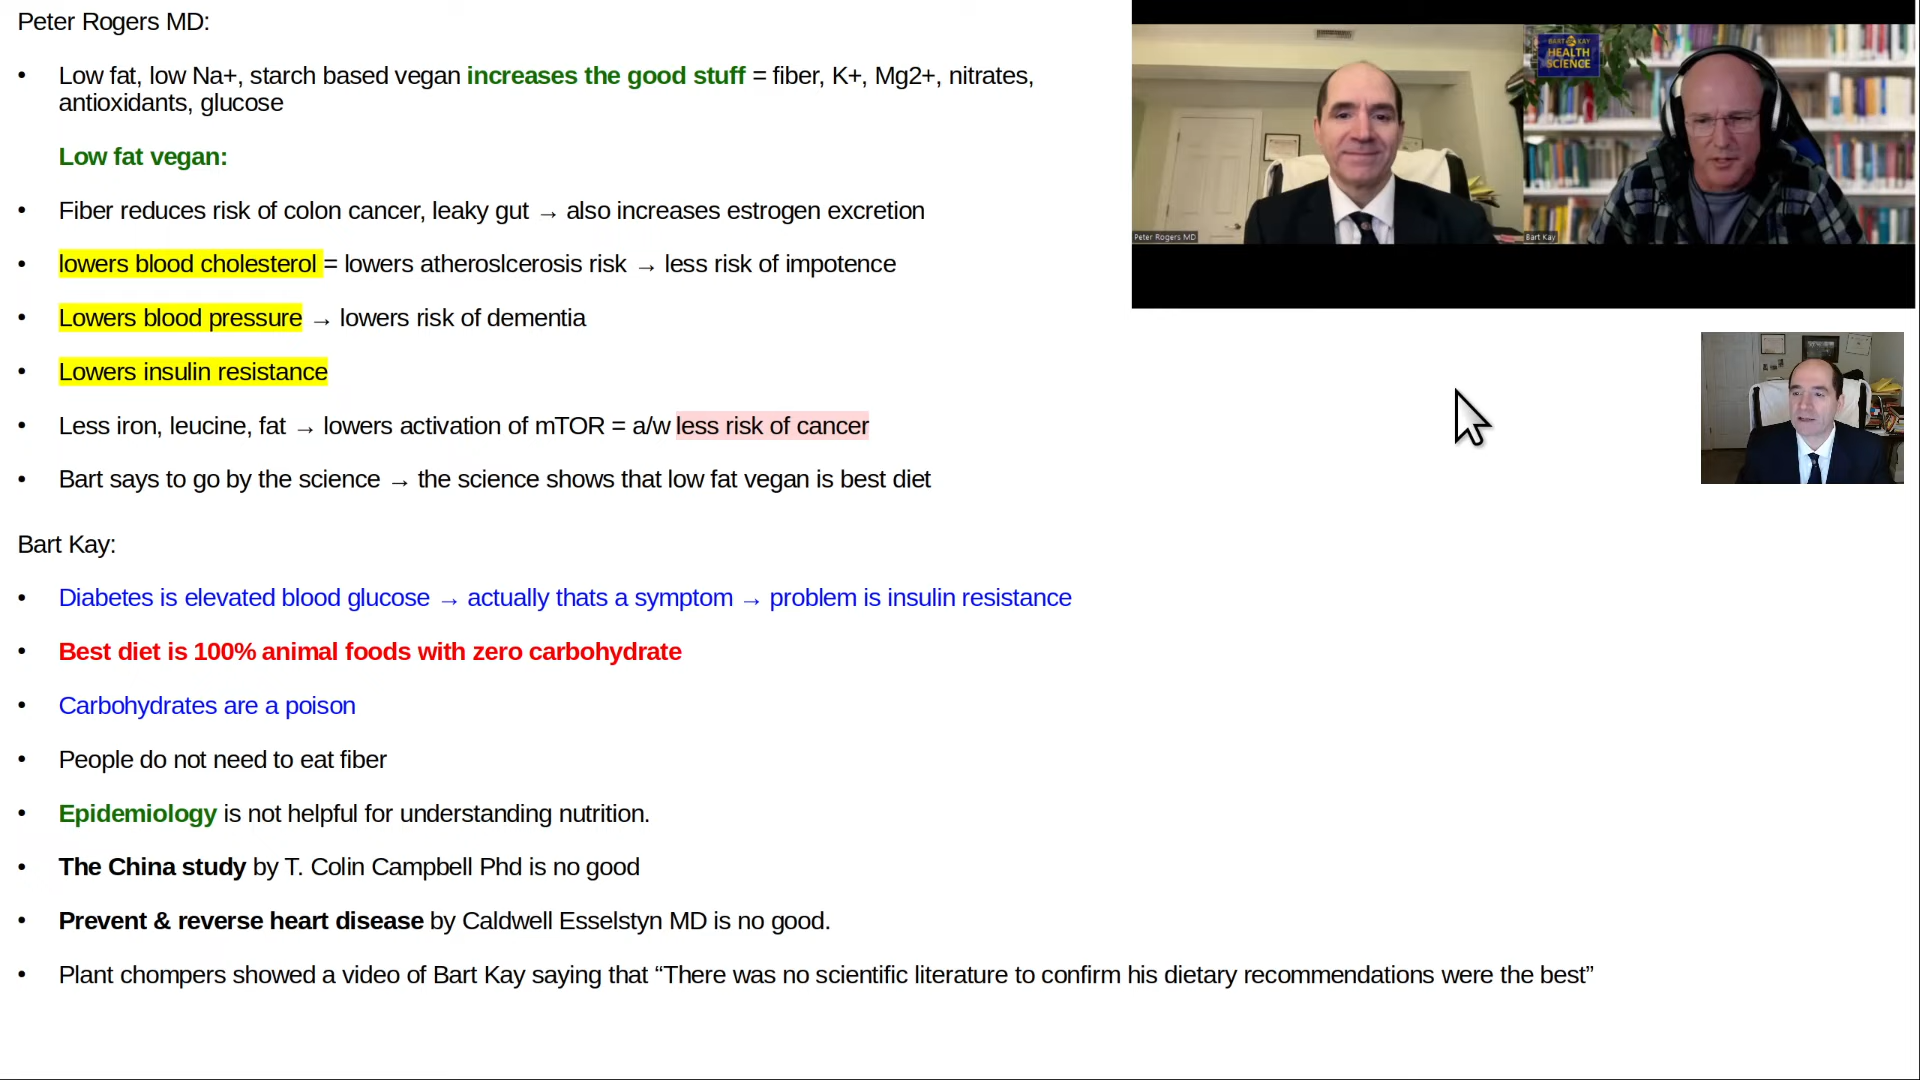 Peter Rogers MD:
• Low fat, low Na+, starch based vegan increases the good stuff = fiber, K+, Mg2+, nitrates,
antioxidants, glucose
Low fat vegan:
• Fiber reduces risk of colon cancer, leaky gut → also increases estrogen excretion
• lowers blood cholesterol = lowers atheroslcerosis risk → less risk of impotence
• Lowers blood pressure → lowers risk of dementia
• Lowers insulin resistance
• Less iron, leucine, fat → lowers activation of mTOR = a/w less risk of cancer
• Bart says to go by the science → the science shows that low fat vegan is best diet
Bart Kay:
• Diabetes is elevated blood glucose → actually thats a symptom → problem is insulin resistance
• Best diet is 100% animal foods with zero carbohydrate
• Carbohydrates are a poison
• People do not need to eat fiber
• Epidemiology is not helpful for understanding nutrition.
• The China study by T. Colin Campbell Phd is no good
• Prevent & reverse heart disease by Caldwell Esselstyn MD is no good.
• Plant chompers showed a video of Bart Kay saying that “There was no scientific literature to confirm his dietary recommendations were the best”
BART KAY
HEALTH
SCIENCE
Peter Rogers MD
Bart Kay